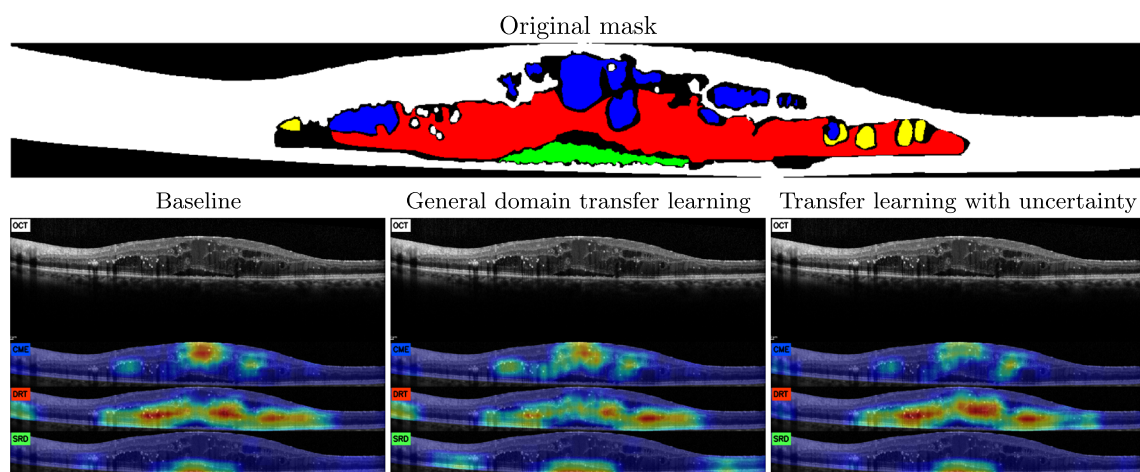 Original mask
Baseline
General domain transfer learning
Transfer learning with uncertainty
OCT
OCT
OCT
CME
CME
CME
DRT
DRT
DRT
SRD
SRD
SRD